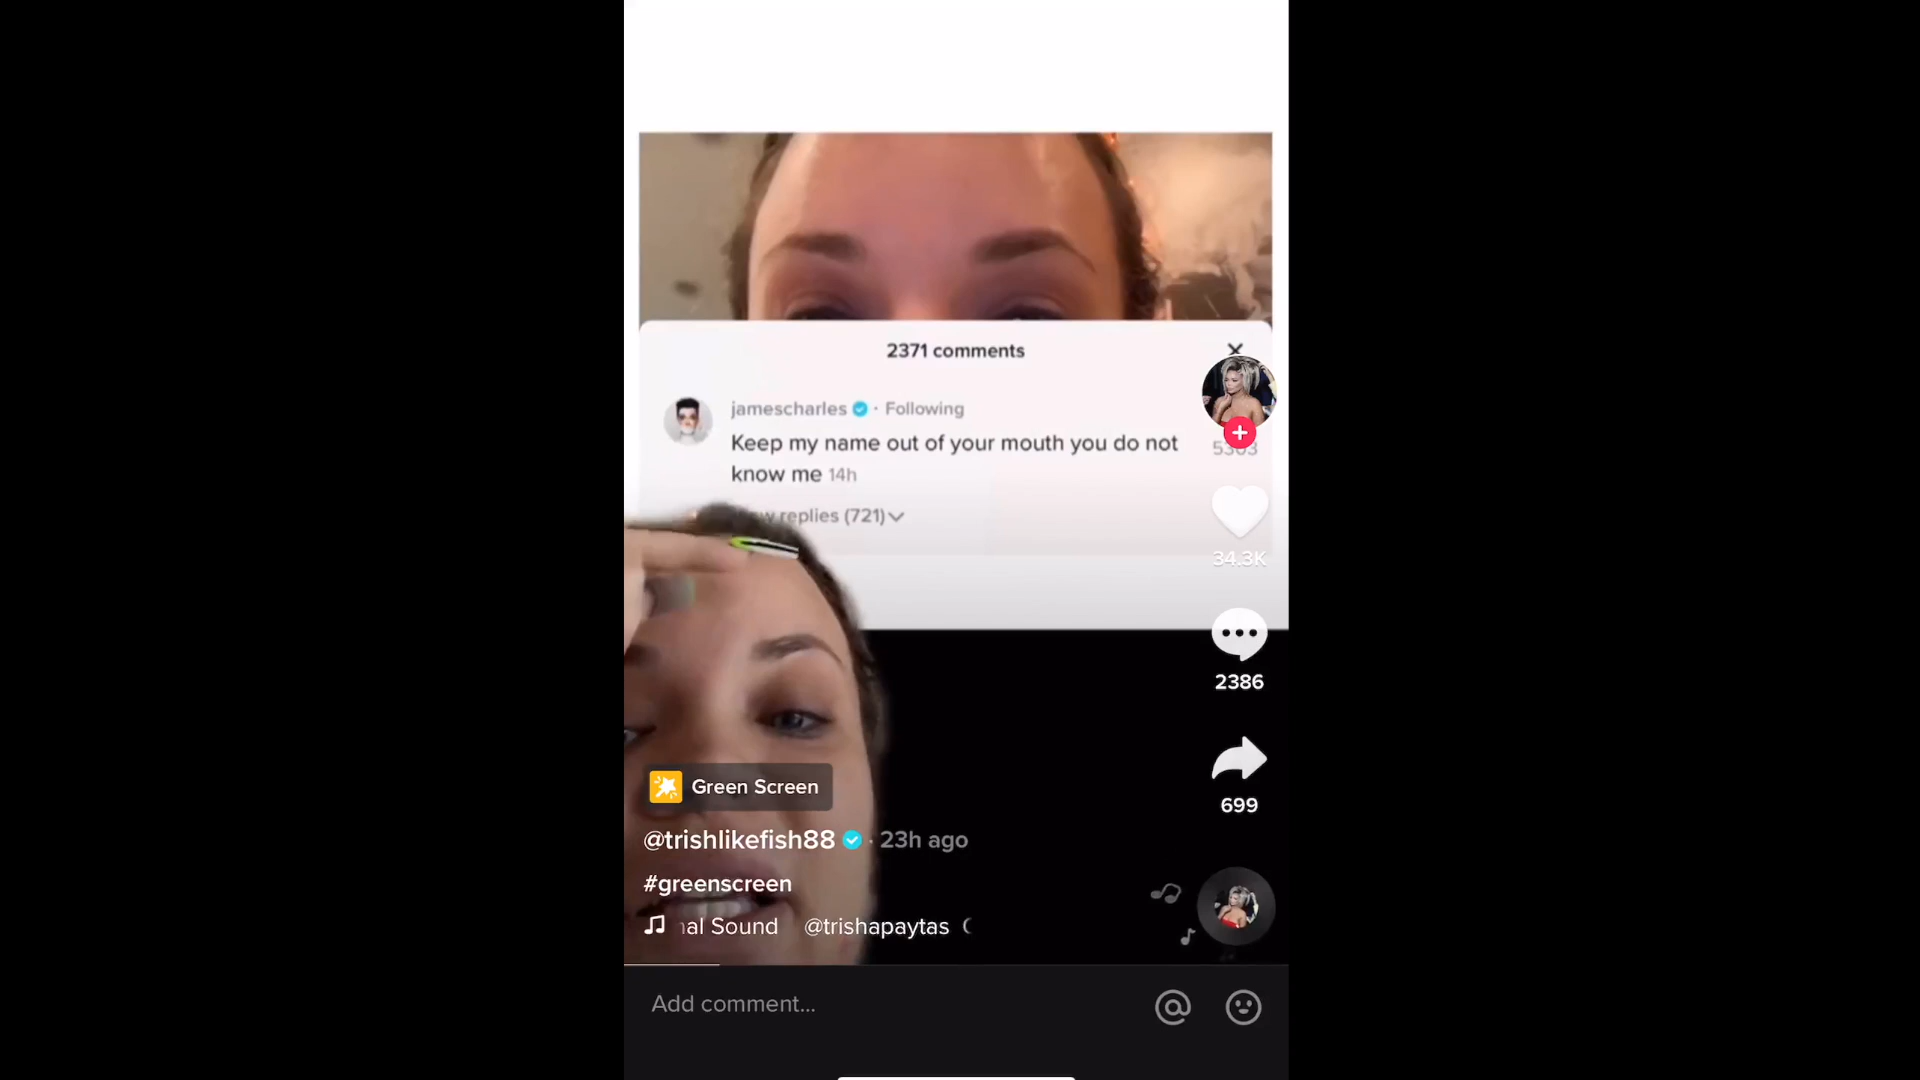 2371 comments
jamescharles · Following
Keep my name out of your mouth you do not
know me 14h
replies (721)
5303
34.3K
2386
699
Green Screen
@trishlikefish88 · 23h ago
#greenscreen
Sound @trishapaytas
Add comment...